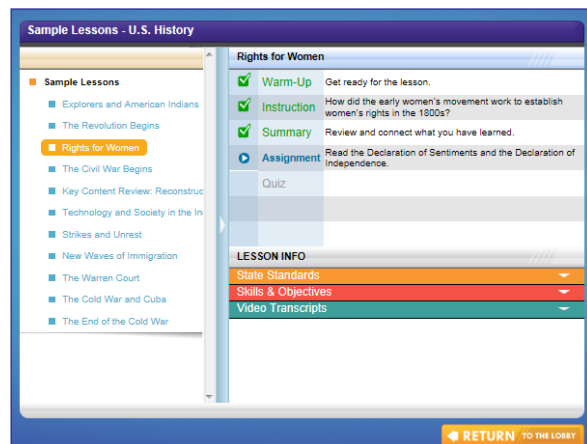 Sample Lessons - U.S. History
Sample Lessons
Explorers and American Indians
The Revolution Begins
Rights for Women
The Civil War Begins
Key Content Review: Reconstruc
Technology and Society in the In
Strikes and Unrest
New Waves of Immigration
The Warren Court
The Cold War and Cuba
The End of the Cold War
Rights for Women
Warm-Up Get ready for the lesson.
Instruction How did the early women's movement work to establish
women's rights in the 1800s?
Summary Review and connect what you have learned.
Assignment Read the Declaration of Sentiments and the Declaration of
Independence.
Quiz
LESSON INFO
State Standards
Skills & Objectives
Video Transcripts
RETURN TO THE LOBBY